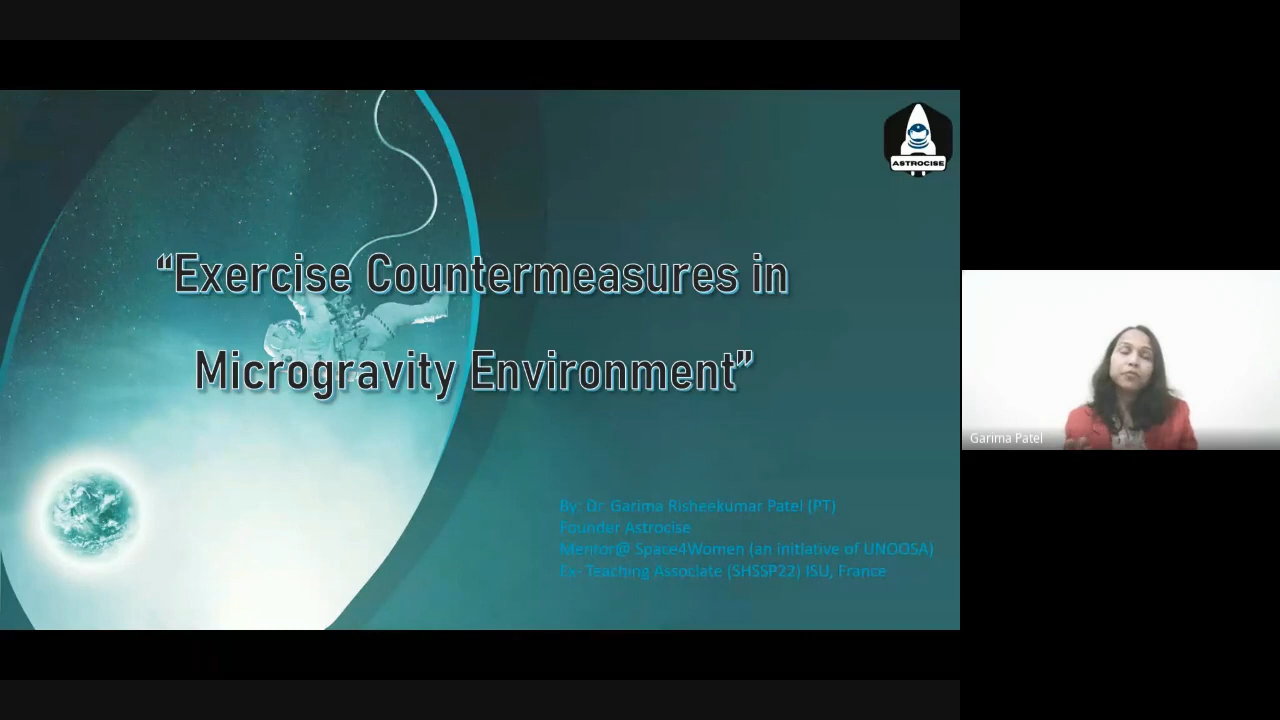 ASTROCISE
“Exercise Countermeasures in
Microgravity Environment”
By: Dr. Garima Risheekumar Patel (PT)
Founder Astrocise
Mentor@ Space4Women (an initiative of UNOOSA)
Ex- Teaching Associate (SHSSP22) ISU, France
Garima Patel